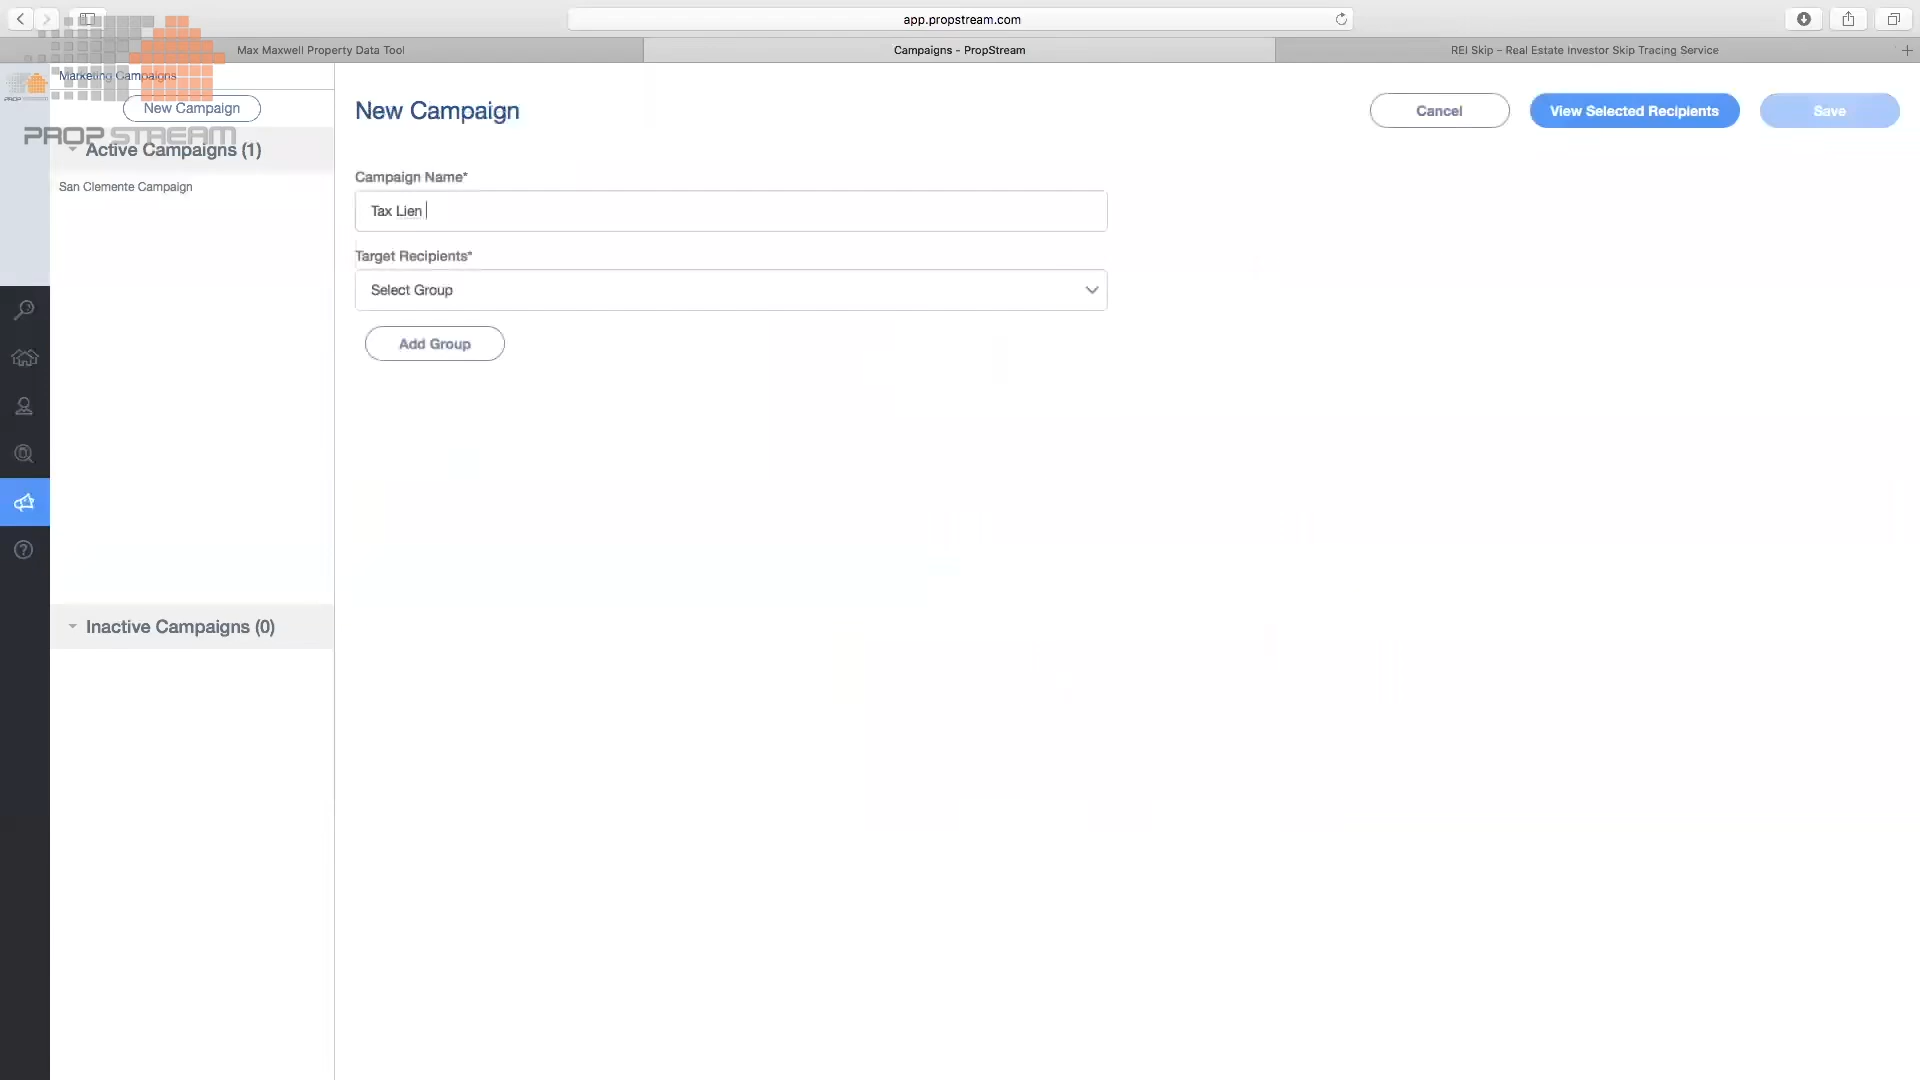 app.propstream.com
Max Maxwell Property Data Tool
Campaigns - PropStream
REI Skip – Real Estate Investor Skip Tracing Service
Marketing Campaigns
New Campaign
PROP STREAM
Active Campaigns (1)
San Clemente Campaign
Inactive Campaigns (0)
New Campaign
Cancel
View Selected Recipients
Save
Campaign Name*
Tax Lien
Target Recipients*
Select Group
Add Group